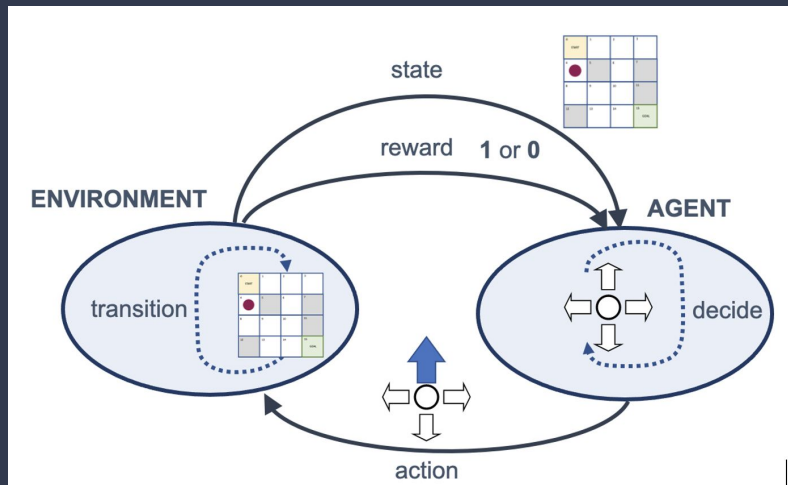 state
reward 1 or 0
ENVIRONMENT
AGENT
transition
decide
action